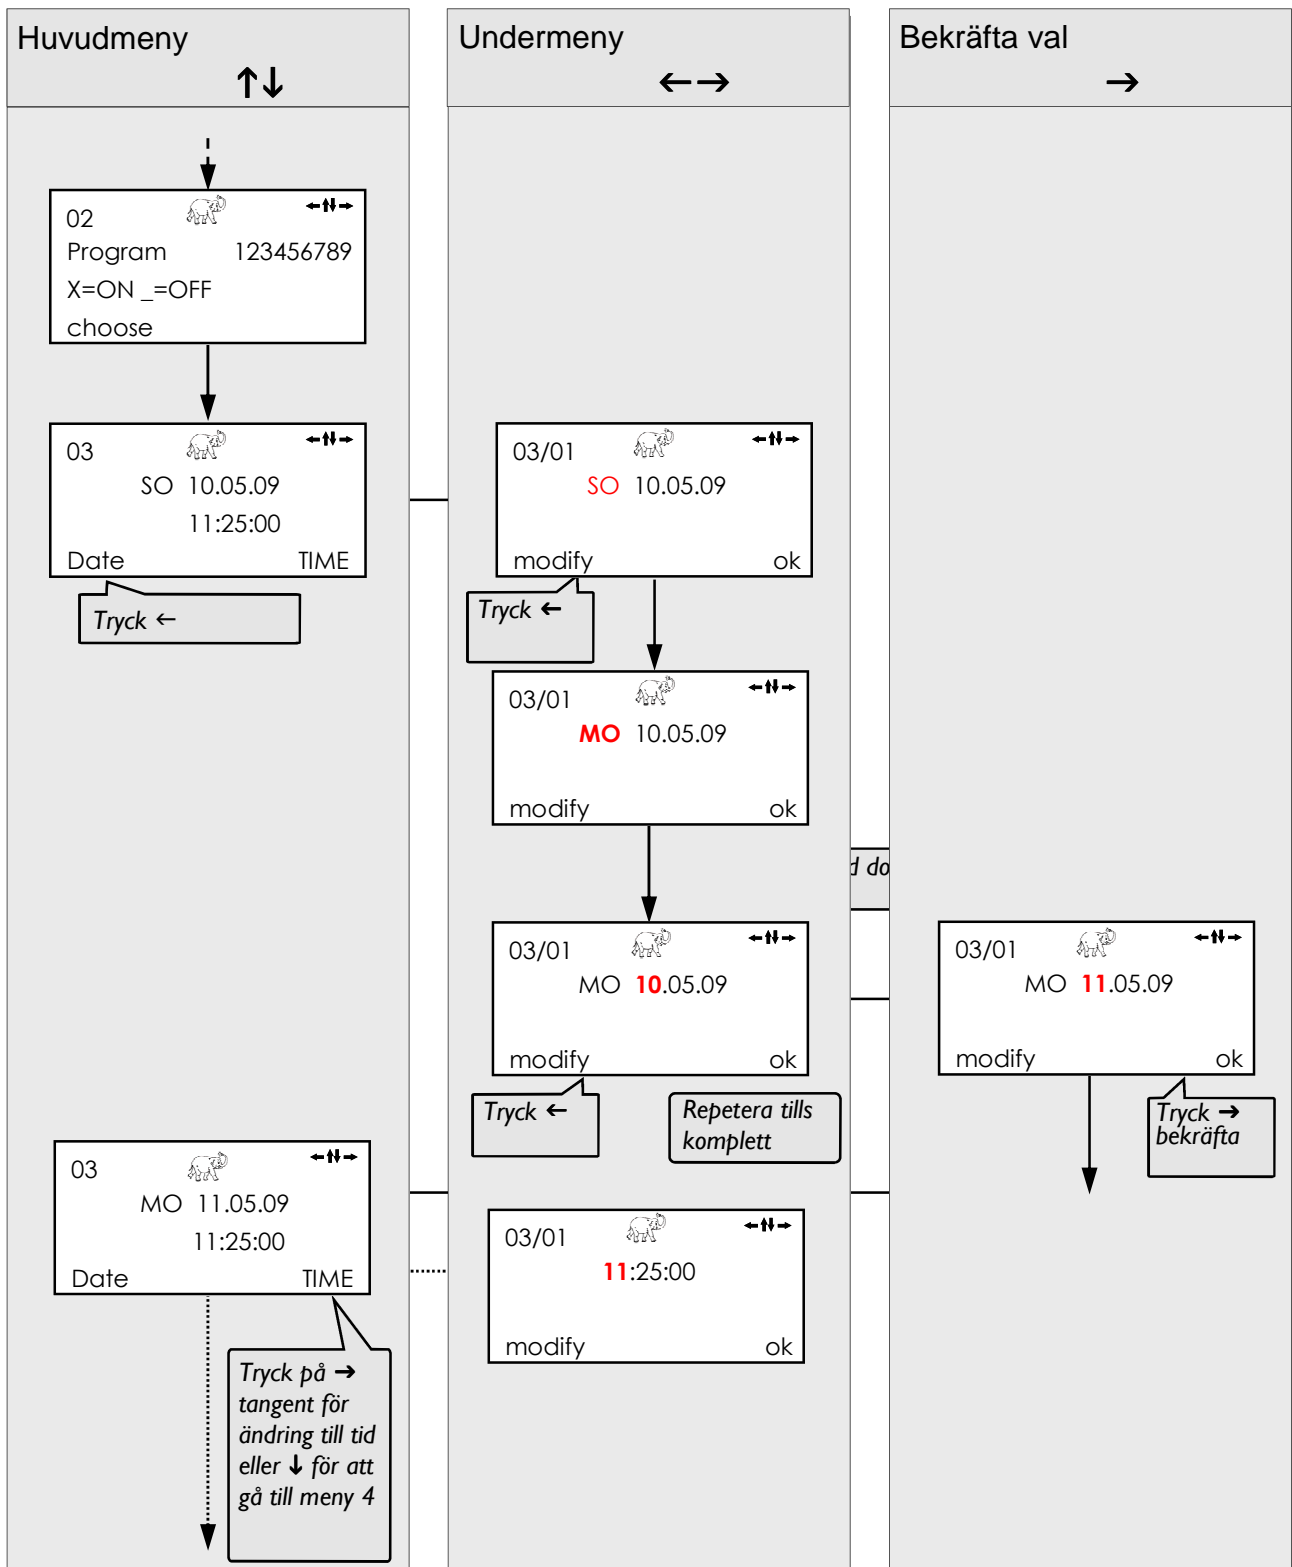 Huvudmeny
↑↓
02
Program 123456789
X=ON _=OFF
choose
03
SO 10.05.09
11:25:00
Date TIME
Tryck ←
03
MO 11.05.09
11:25:00
Date TIME
Tryck på →
tangent för
ändring till tid
eller ↓ för att
gå till meny 4
Undermeny
←→
03/01
SO 10.05.09
modify ok
Tryck ←
03/01
MO 10.05.09
modify ok
03/01
MO 10.05.09
modify ok
Tryck ←
Repetera tills
komplett
03/01
11:25:00
modify ok
d do
Bekräfta val
→
03/01
MO 11.05.09
modify ok
Tryck →
bekräfta